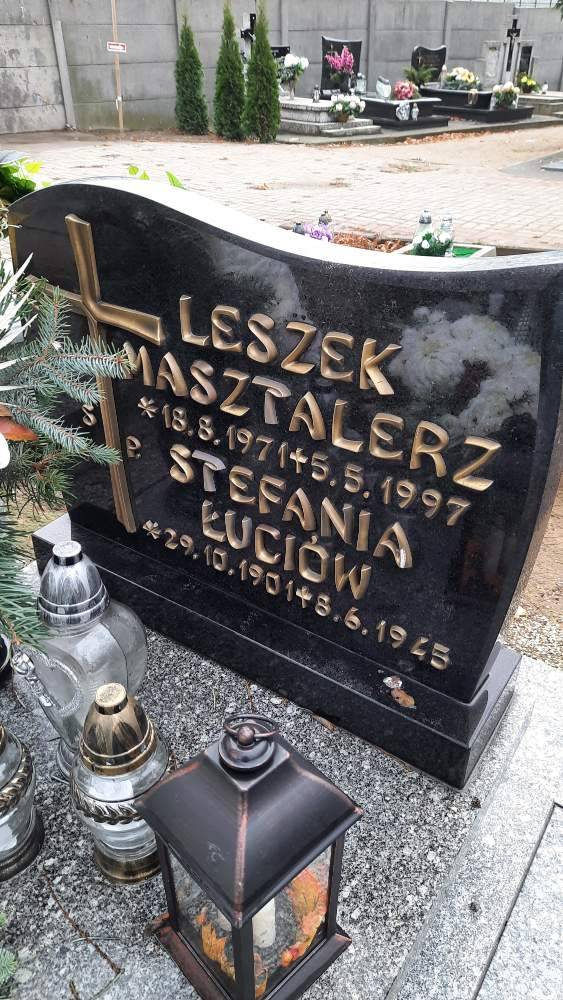 LESZEK
MASZTALERZ
*18.8.1971+5.5.1997
Ś P.
STEFANIA
ŁUCIÓW
*29.10.1901+8.6.1945